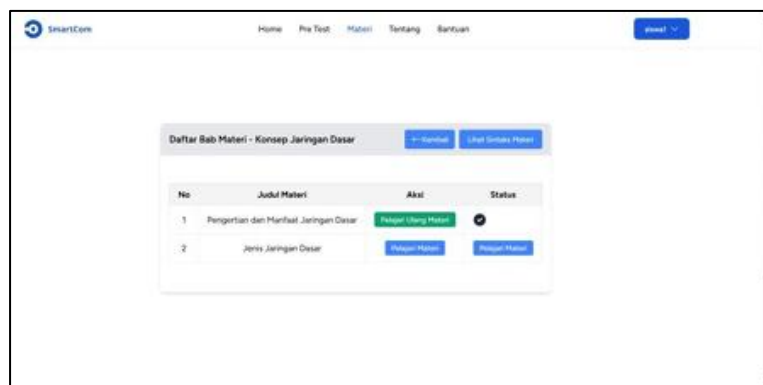 SmartCom
Home Pre Test Materi Tentang Bantuan
siswa1
Daftar Bab Materi - Konsep Jaringan Dasar
← Kembali Lihat Sintaks Materi
No Judul Materi Aksi Status
1 Pengertian dan Manfaat Jaringan Dasar Pelajari Ulang Materi
2 Jenis Jaringan Dasar Pelajari Materi Pelajari Materi